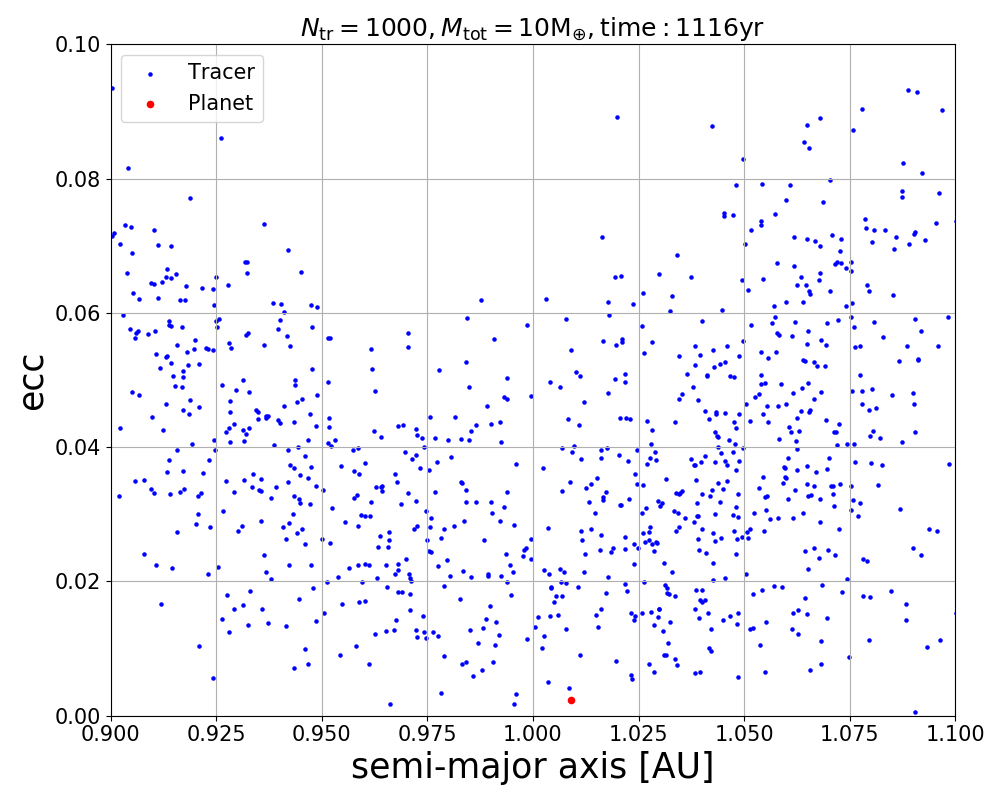 N_tr = 1000, M_tot = 10M_⊕, time : 1116yr
0.10
0.08
0.06
0.04
0.02
0.00
ecc
Tracer
Planet
0.900 0.925 0.950 0.975 1.000 1.025 1.050 1.075 1.100
semi-major axis [AU]